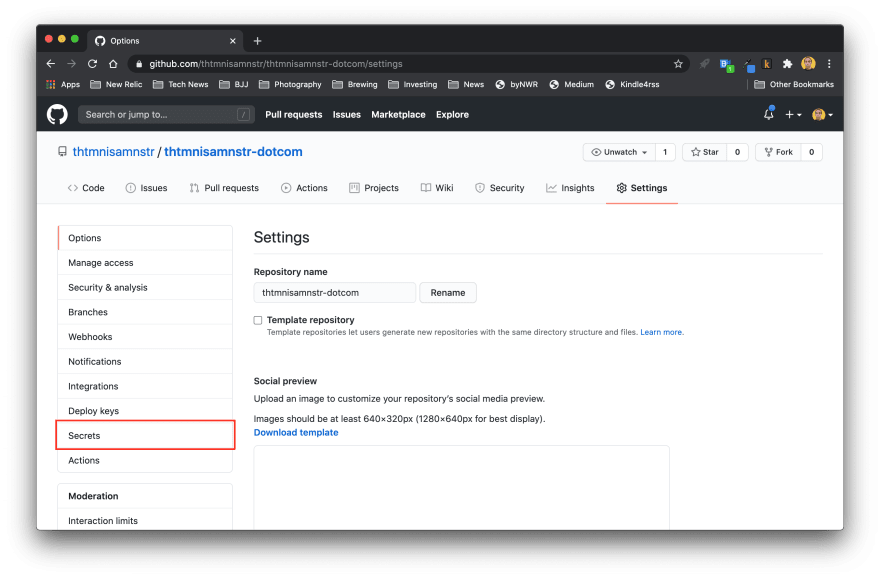 Options
github.com/thtmnisamnstr/thtmnisamnstr-dotcom/settings
Apps New Relic Tech News BJJ Photography Brewing Investing News byNWR Medium Kindle4rss Other Bookmarks
Search or jump to... / Pull requests Issues Marketplace Explore
thtmnisamnstr / thtmnisamnstr-dotcom Unwatch 1 Star 0 Fork 0
Code Issues Pull requests Actions Projects Wiki Security Insights Settings
Options
Manage access
Security & analysis
Branches
Webhooks
Notifications
Integrations
Deploy keys
Secrets
Actions
Moderation
Interaction limits
Settings
Repository name
thtmnisamnstr-dotcom Rename
Template repository
Template repositories let users generate new repositories with the same directory structure and files. Learn more.
Social preview
Upload an image to customize your repository's social media preview.
Images should be at least 640×320px (1280×640px for best display).
Download template